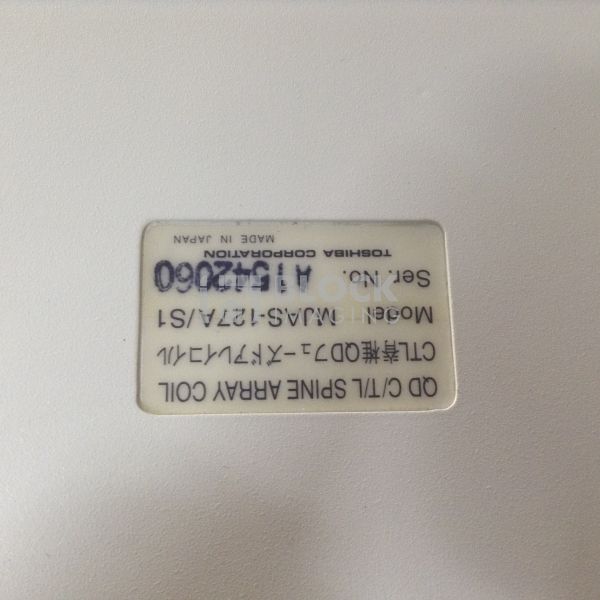 QD C/T/L SPINE ARRAY COIL
CTL脊椎QDフェーズドアレイコイル
Model MJAS-127A/S1
Ser. No. A1542060
TOSHIBA CORPORATION
MADE IN JAPAN